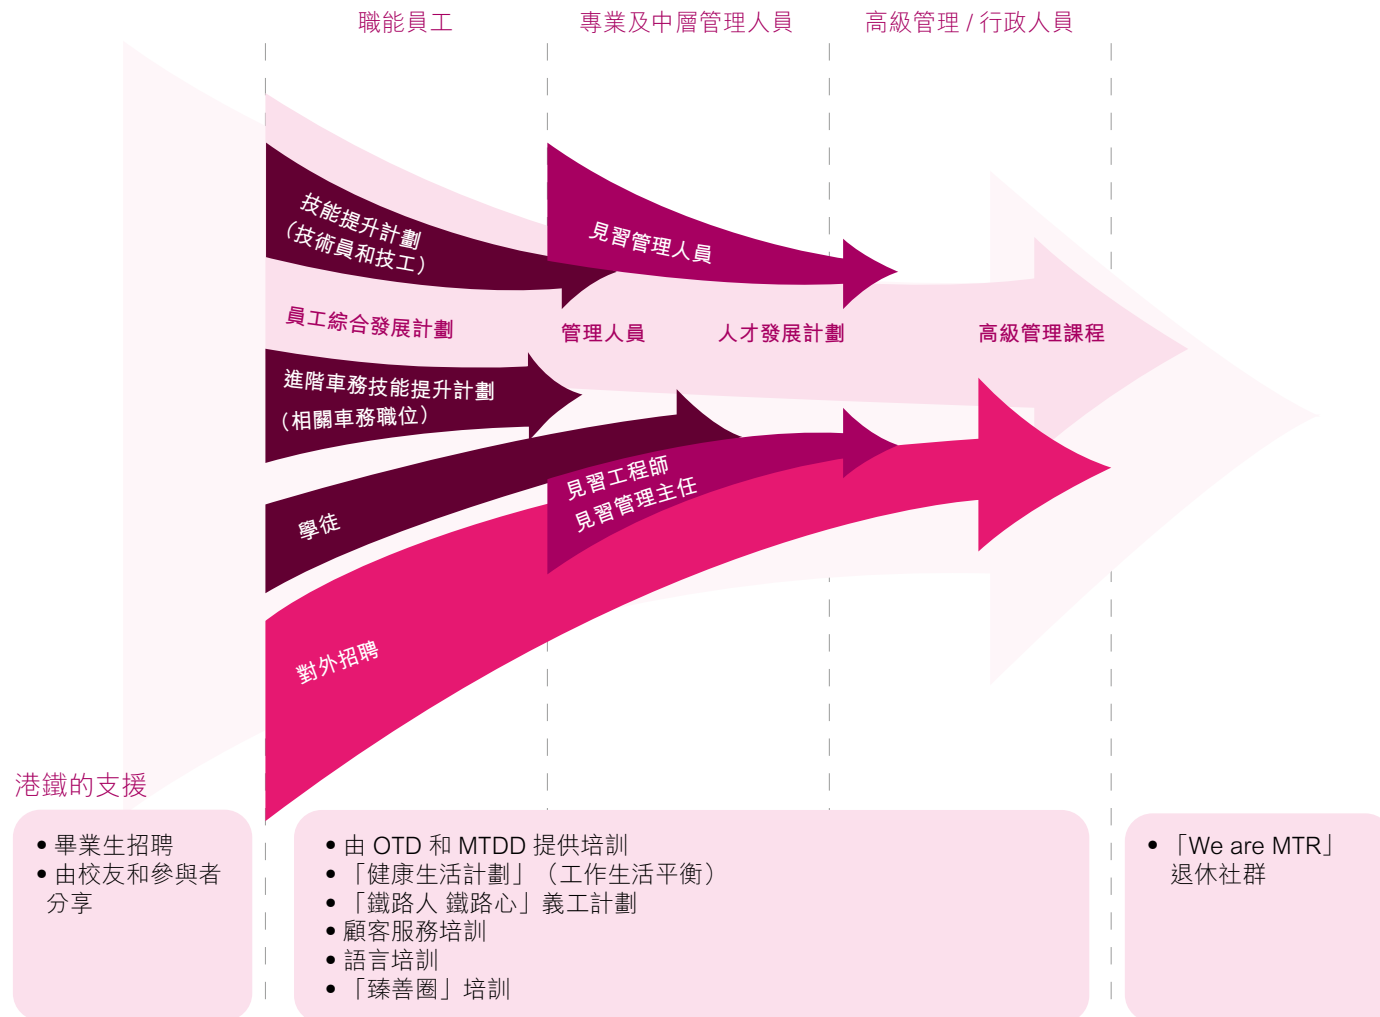 職能員工
專業及中層管理人員
高級管理 / 行政人員
技能提升計劃
（技術員和技工）
見習管理人員
員工綜合發展計劃
管理人員
人才發展計劃
高級管理課程
進階車務技能提升計劃
（相關車務職位）
見習工程師
見習管理主任
學徒
對外招聘
港鐵的支援
• 畢業生招聘
• 由校友和參與者
分享
• 由 OTD 和 MTDD 提供培訓
• 「健康生活計劃」（工作生活平衡）
• 「鐵路人 鐵路心」義工計劃
• 顧客服務培訓
• 語言培訓
• 「臻善圈」培訓
• 「We are MTR」
退休社群